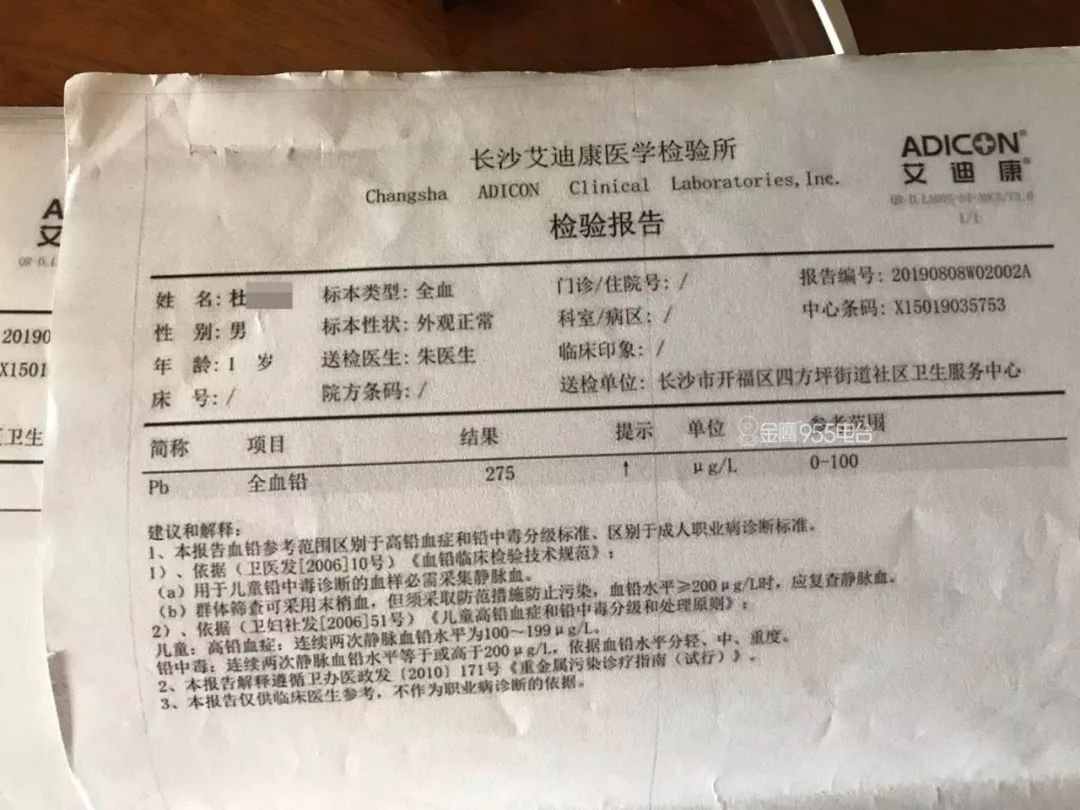 长沙艾迪康医学检验所
Changsha ADICON Clinical Laboratories,Inc.
ADICON®
艾迪康®
1/1
检验报告
姓 名:杜 标本类型:全血 门诊/住院号:/ 报告编号:20190808W02002A
性 别:男 标本性状:外观正常 科室/病区:/ 中心条码:X15019035753
年 龄:1 岁 送检医生:朱医生 临床印象:/
床 号:/ 院方条码:/ 送检单位:长沙市开福区四方坪街道社区卫生服务中心
简称 项目 结果 提示 单位 参考范围
金鹰955电台
Pb 全血铅 275 ↑ μg/L 0-100
建议和解释:
1、本报告血铅参考范围区别于高铅血症和铅中毒分级标准、区别于成人职业病诊断标准。
1)、依据(卫医发[2006]10号)《血铅临床检验技术规范》:
(a)用于儿童铅中毒诊断的血样必需采集静脉血。
(b)群体筛查可采用末梢血,但须采取防范措施防止污染,血铅水平≥200μg/L时,应复查静脉血。
2)、依据(卫妇社发[2006]51号)《儿童高铅血症和铅中毒分级和处理原则》:
儿童:高铅血症:连续两次静脉血铅水平为100~199μg/L。
铅中毒:连续两次静脉血铅水平等于或高于200μg/L,依据血铅水平分轻、中、重度。
2、本报告解释遵循卫办医政发〔2010〕171号《重金属污染诊疗指南(试行)》。
3、本报告仅供临床医生参考,不作为职业病诊断的依据。
A
艾
QR-D.L
20190
X1501
卫生